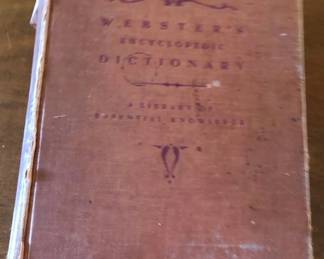 WEBSTER'S
ENCYCLOPEDIC
DICTIONARY
A LIBRARY OF
ESSENTIAL KNOWLEDGE